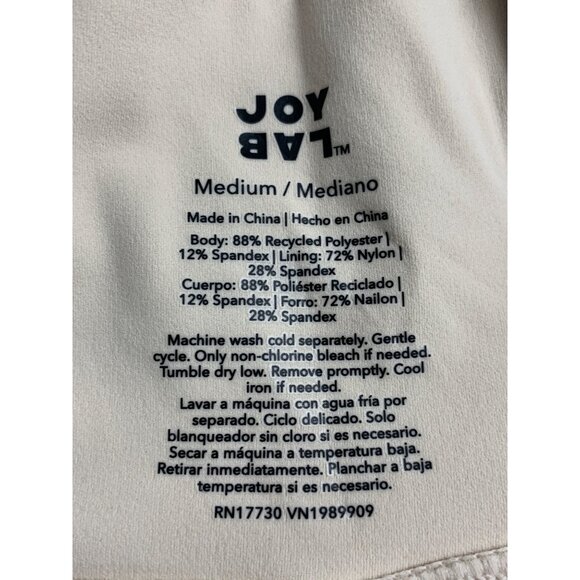 JOY
LAB™
Medium / Mediano
Made in China | Hecho en China
Body: 88% Recycled Polyester |
12% Spandex | Lining: 72% Nylon |
28% Spandex
Cuerpo: 88% Poliéster Reciclado |
12% Spandex | Forro: 72% Nailon |
28% Spandex
Machine wash cold separately. Gentle
cycle. Only non-chlorine bleach if needed.
Tumble dry low. Remove promptly. Cool
iron if needed.
Lavar a máquina con agua fría por
separado. Ciclo delicado. Solo
blanqueador sin cloro si es necesario.
Secar a máquina a temperatura baja.
Retirar inmediatamente. Planchar a baja
temperatura si es necesario.
RN17730 VN1989909